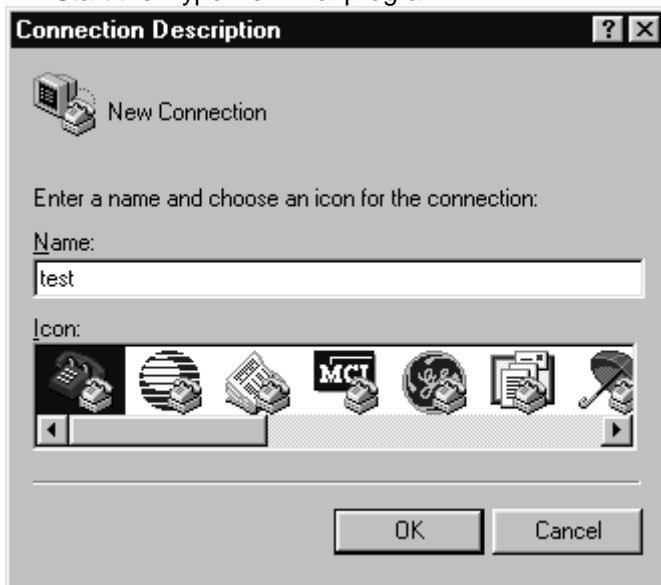 Connection Description
New Connection
Enter a name and choose an icon for the connection:
Name:
test
Icon:
MCI
OK
Cancel